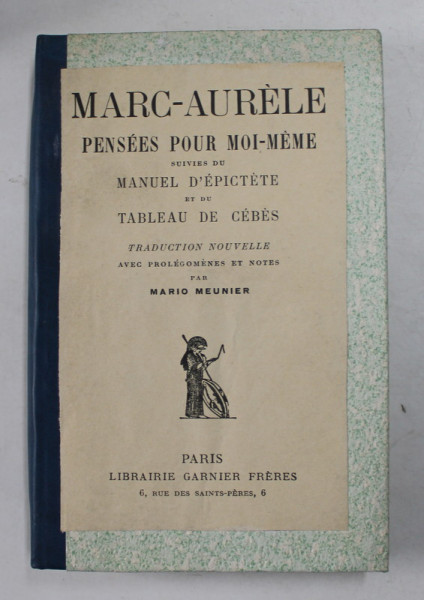 MARC-AURÈLE
PENSÉES POUR MOI-MÊME
SUIVIES DU
MANUEL D'ÉPICTÈTE
ET DU
TABLEAU DE CÉBÈS
TRADUCTION NOUVELLE
AVEC PROLÉGOMÈNES ET NOTES
PAR
MARIO MEUNIER
PARIS
LIBRAIRIE GARNIER FRÈRES
6, RUE DES SAINTS-PÈRES, 6